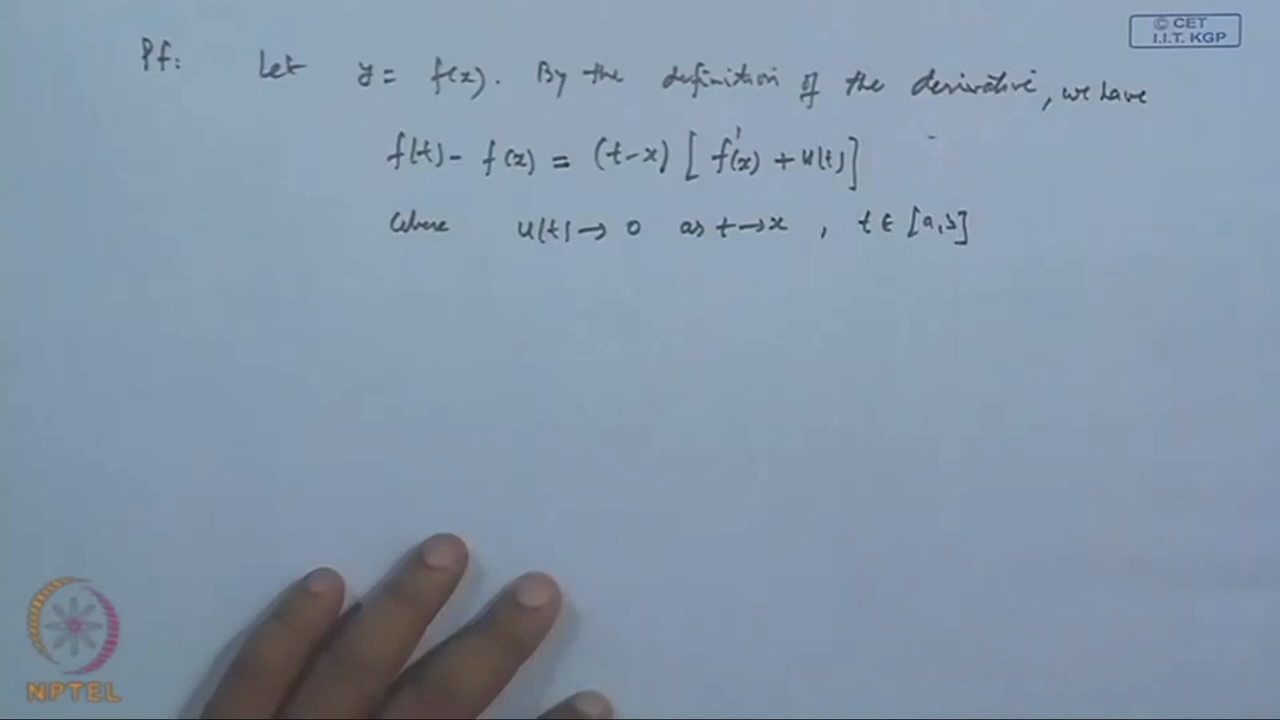 © CET
I.I.T. KGP
Pf: Let y = f(x). By the definition of the derivative, we have
f(t) - f(x) = (t-x) [f'(x) + u(t)]
Where u(t) → 0 as t → x , t ∈ [a,b]
NPTEL